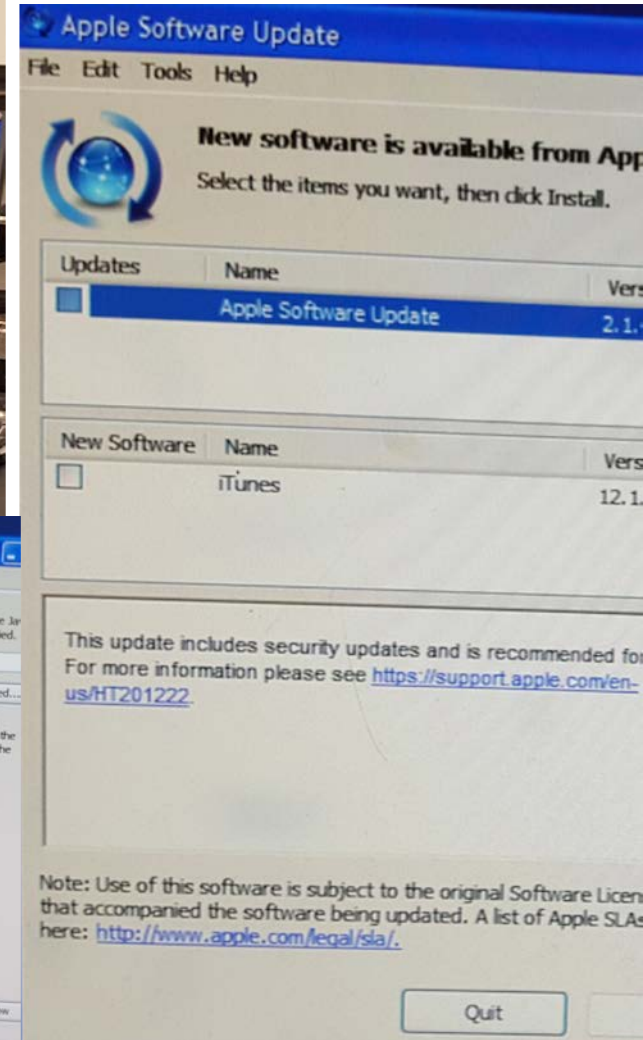 Apple Software Update
File Edit Tools Help
New software is available from App
Select the items you want, then click Install.
Updates Name Vers
Apple Software Update 2.1.
New Software Name Vers
iTunes 12.1.
This update includes security updates and is recommended for
For more information please see https://support.apple.com/en-
us/HT201222.
Note: Use of this software is subject to the original Software Licens
that accompanied the software being updated. A list of Apple SLAs
here: http://www.apple.com/legal/sla/.
Quit